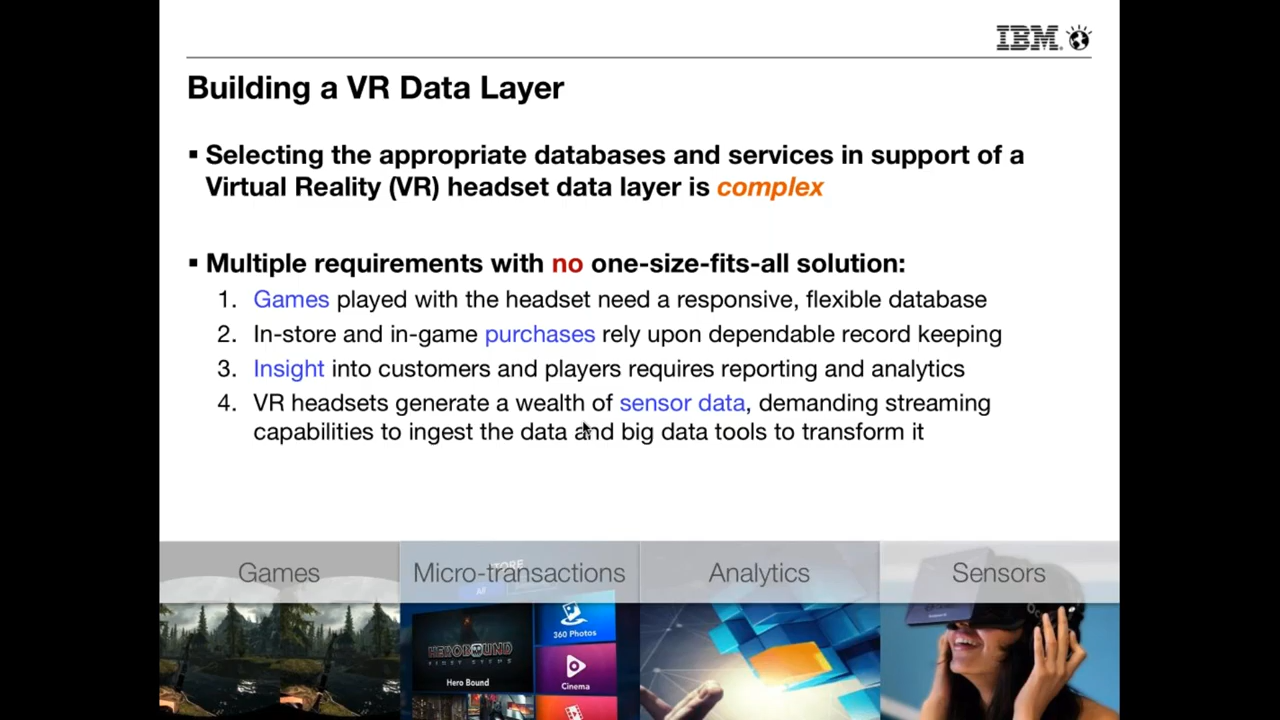 IBM.
Building a VR Data Layer
▪ Selecting the appropriate databases and services in support of a
Virtual Reality (VR) headset data layer is complex
▪ Multiple requirements with no one-size-fits-all solution:
1. Games played with the headset need a responsive, flexible database
2. In-store and in-game purchases rely upon dependable record keeping
3. Insight into customers and players requires reporting and analytics
4. VR headsets generate a wealth of sensor data, demanding streaming
capabilities to ingest the data and big data tools to transform it
Games
Micro-transactions
Analytics
Sensors
STORE
All
360 Photos
HEROBOUND
FIRST STEPS
Hero Bound
Cinema